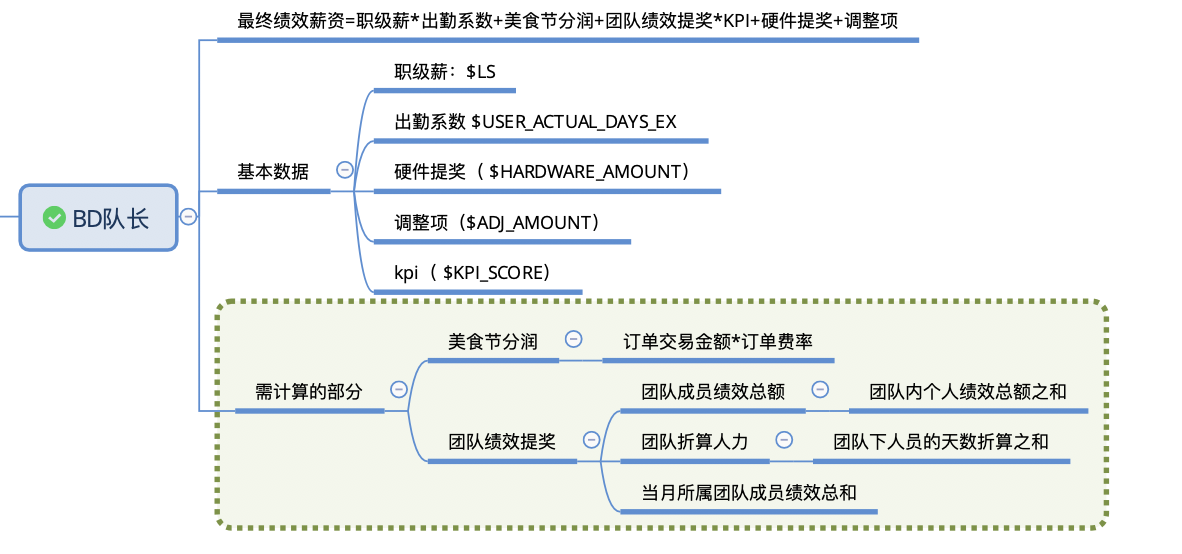 最终绩效薪资=职级薪*出勤系数+美食节分润+团队绩效提奖*KPI+硬件提奖+调整项
职级薪：$LS
出勤系数 $USER_ACTUAL_DAYS_EX
基本数据
硬件提奖（ $HARDWARE_AMOUNT）
BD队长
调整项（$ADJ_AMOUNT）
kpi（ $KPI_SCORE）
美食节分润
订单交易金额*订单费率
需计算的部分
团队成员绩效总额
团队内个人绩效总额之和
团队绩效提奖
团队折算人力
团队下人员的天数折算之和
当月所属团队成员绩效总和